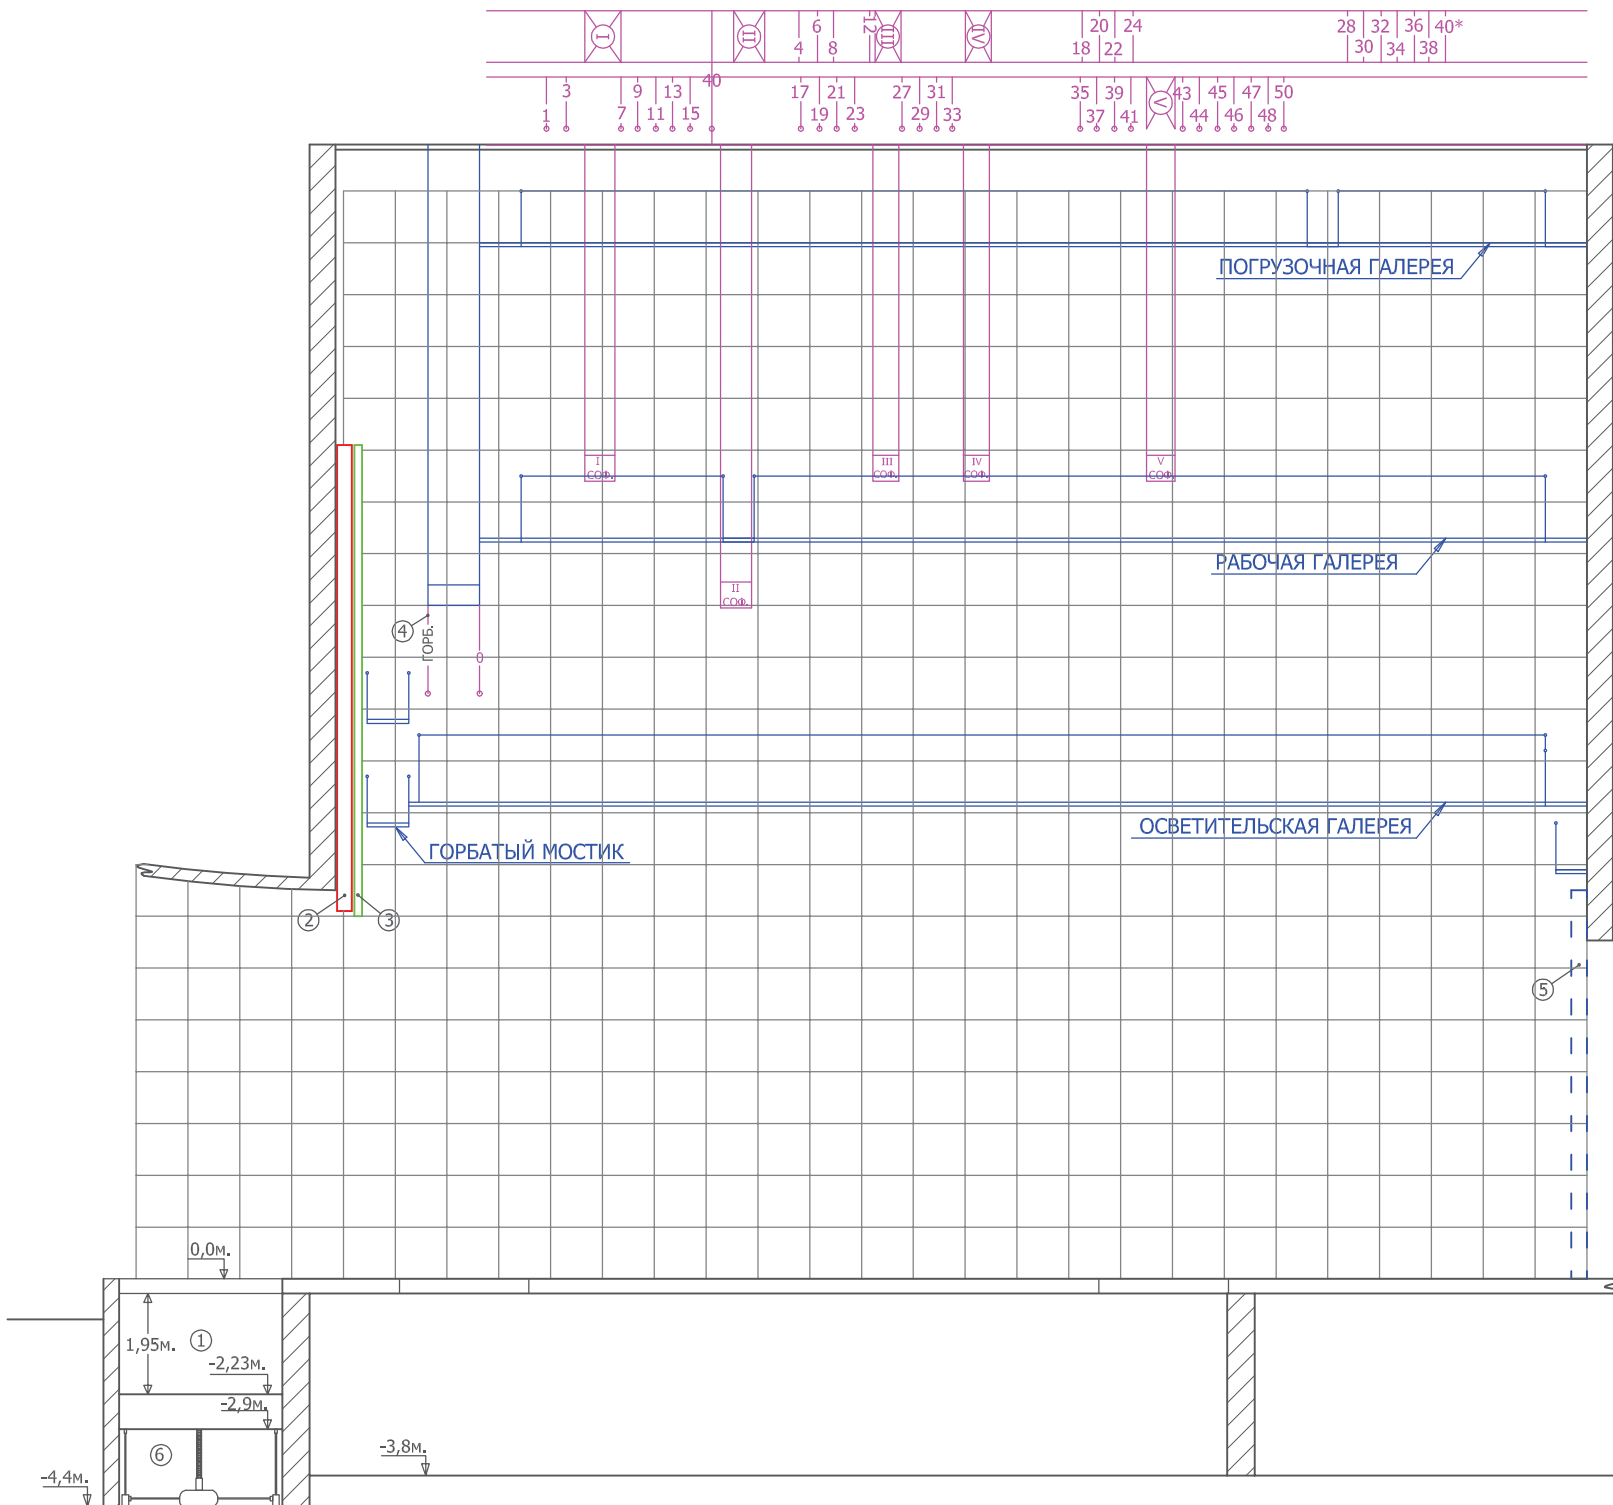 I II 4 6 8 12 III IV 18 20 22 24 28 30 32 34 36 38 40*
1 3 7 9 11 13 15 40 17 19 21 23 27 29 31 33 35 37 39 41 V 43 44 45 46 47 48 50
ПОГРУЗОЧНАЯ ГАЛЕРЕЯ
I СОФ.
III СОФ.
IV СОФ.
V СОФ.
РАБОЧАЯ ГАЛЕРЕЯ
II СОФ.
4
ГОРБ.
0
ОСВЕТИТЕЛЬСКАЯ ГАЛЕРЕЯ
ГОРБАТЫЙ МОСТИК
2
3
5
0,0м.
1,95м.
1
-2,23м.
-2,9м.
6
-3,8м.
-4,4м.